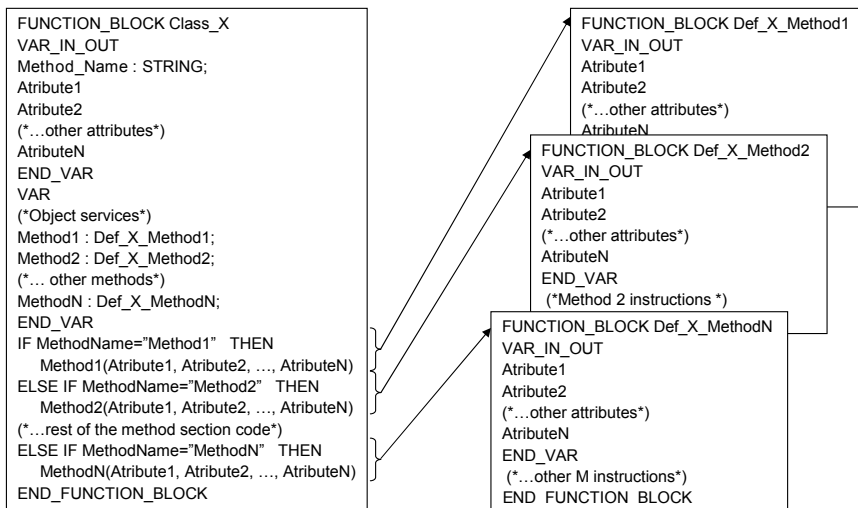 FUNCTION_BLOCK Class_X
VAR_IN_OUT
Method_Name : STRING;
Atribute1
Atribute2
(*…other attributes*)
AtributeN
END_VAR
VAR
(*Object services*)
Method1 : Def_X_Method1;
Method2 : Def_X_Method2;
(*… other methods*)
MethodN : Def_X_MethodN;
END_VAR
IF MethodName=”Method1” THEN
Method1(Atribute1, Atribute2, …, AtributeN)
ELSE IF MethodName=”Method2” THEN
Method2(Atribute1, Atribute2, …, AtributeN)
(*…rest of the method section code*)
ELSE IF MethodName=”MethodN” THEN
MethodN(Atribute1, Atribute2, …, AtributeN)
END_FUNCTION_BLOCK
FUNCTION_BLOCK Def_X_Method1
VAR_IN_OUT
Atribute1
Atribute2
(*…other attributes*)
AtributeN
FUNCTION_BLOCK Def_X_Method2
VAR_IN_OUT
Atribute1
Atribute2
(*…other attributes*)
AtributeN
END_VAR
(*Method 2 instructions *)
FUNCTION_BLOCK Def_X_MethodN
VAR_IN_OUT
Atribute1
Atribute2
(*…other attributes*)
AtributeN
END_VAR
(*…other M instructions*)
END_FUNCTION_BLOCK